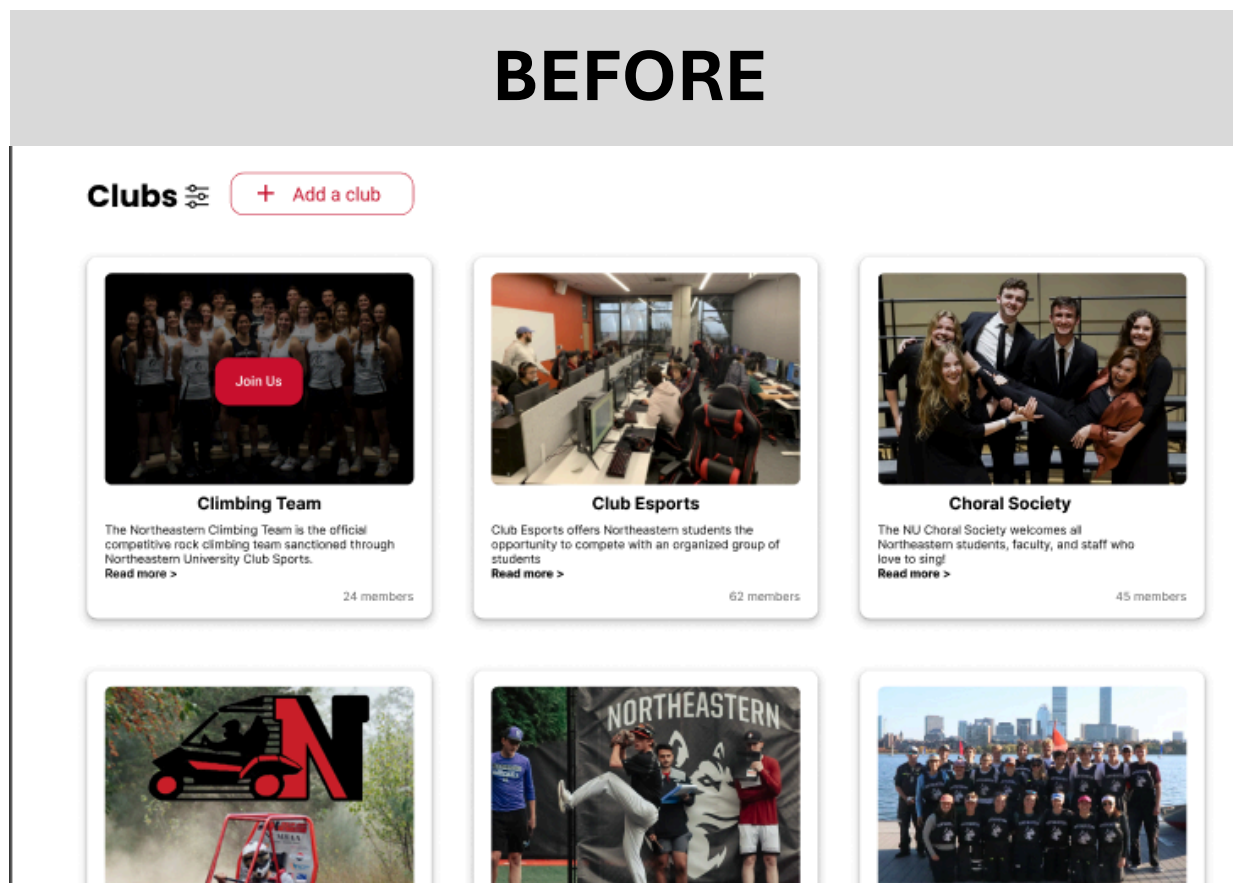 BEFORE
Clubs
+ Add a club
Join Us
Climbing Team
The Northeastern Climbing Team is the official
competitive rock climbing team sanctioned through
Northeastern University Club Sports.
Read more >
24 members
Club Esports
Club Esports offers Northeastern students the
opportunity to compete with an organized group of
students
Read more >
62 members
Choral Society
The NU Choral Society welcomes all
Northeastern students, faculty, and staff who
love to sing!
Read more >
45 members
N
NORTHEASTERN